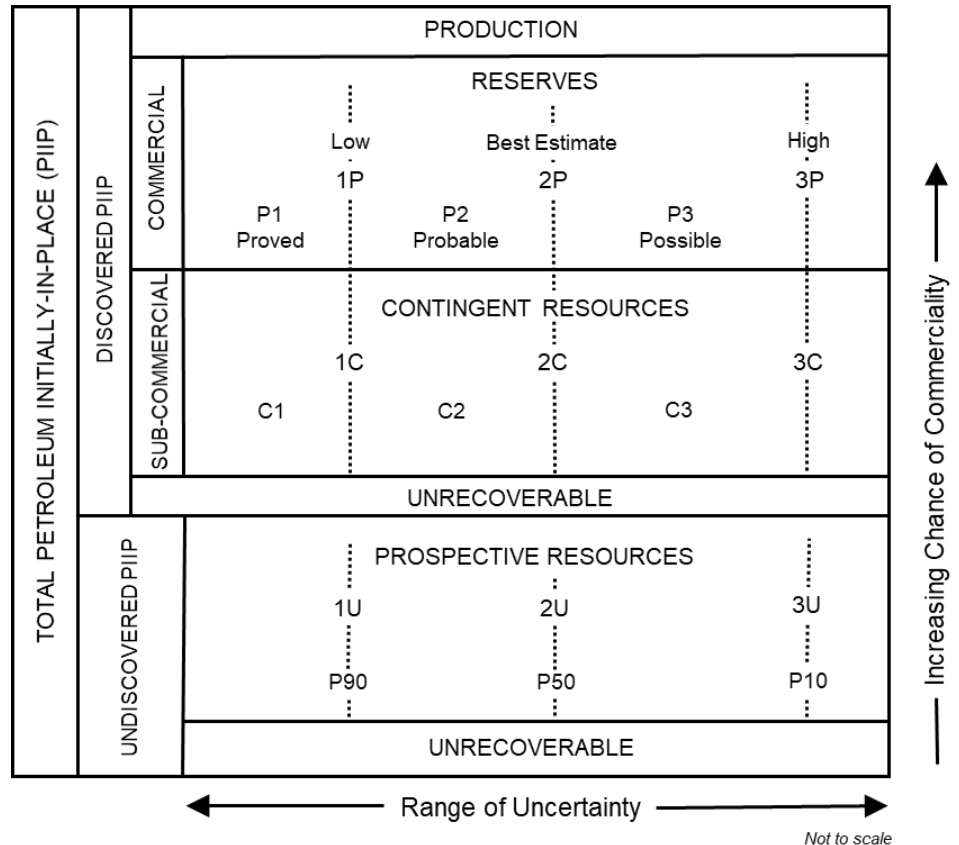 TOTAL PETROLEUM INITIALLY-IN-PLACE (PIIP)
DISCOVERED PIIP
PRODUCTION
COMMERCIAL
RESERVES
Low Best Estimate High
1P 2P 3P
P1 P2 P3
Proved Probable Possible
SUB-COMMERCIAL
CONTINGENT RESOURCES
1C 2C 3C
C1 C2 C3
UNRECOVERABLE
UNDISCOVERED PIIP
PROSPECTIVE RESOURCES
1U 2U 3U
P90 P50 P10
UNRECOVERABLE
Increasing Chance of Commerciality
Range of Uncertainty
Not to scale